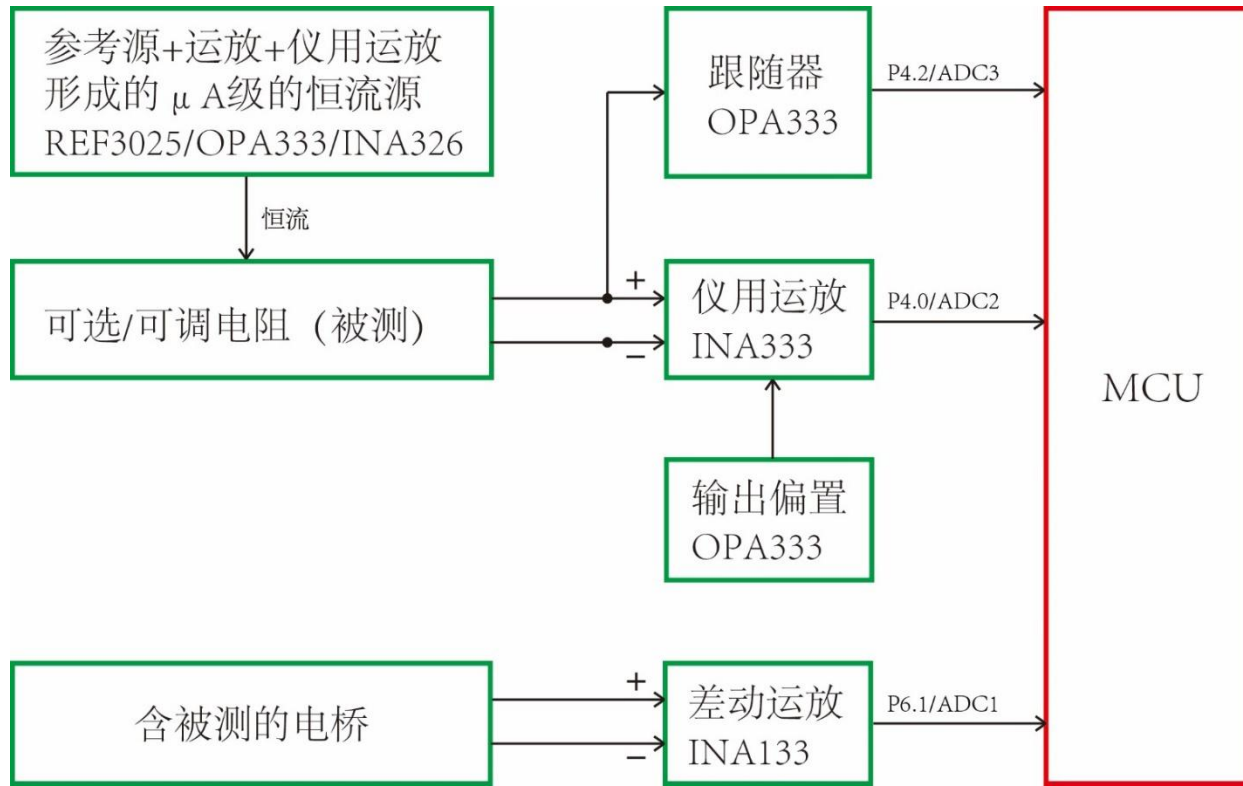 参考源+运放+仪用运放
形成的 μ A级的恒流源
REF3025/OPA333/INA326
恒流
可选/可调电阻（被测）
跟随器
OPA333
P4.2/ADC3
+
−
仪用运放
INA333
P4.0/ADC2
输出偏置
OPA333
MCU
含被测的电桥
+
−
差动运放
INA133
P6.1/ADC1